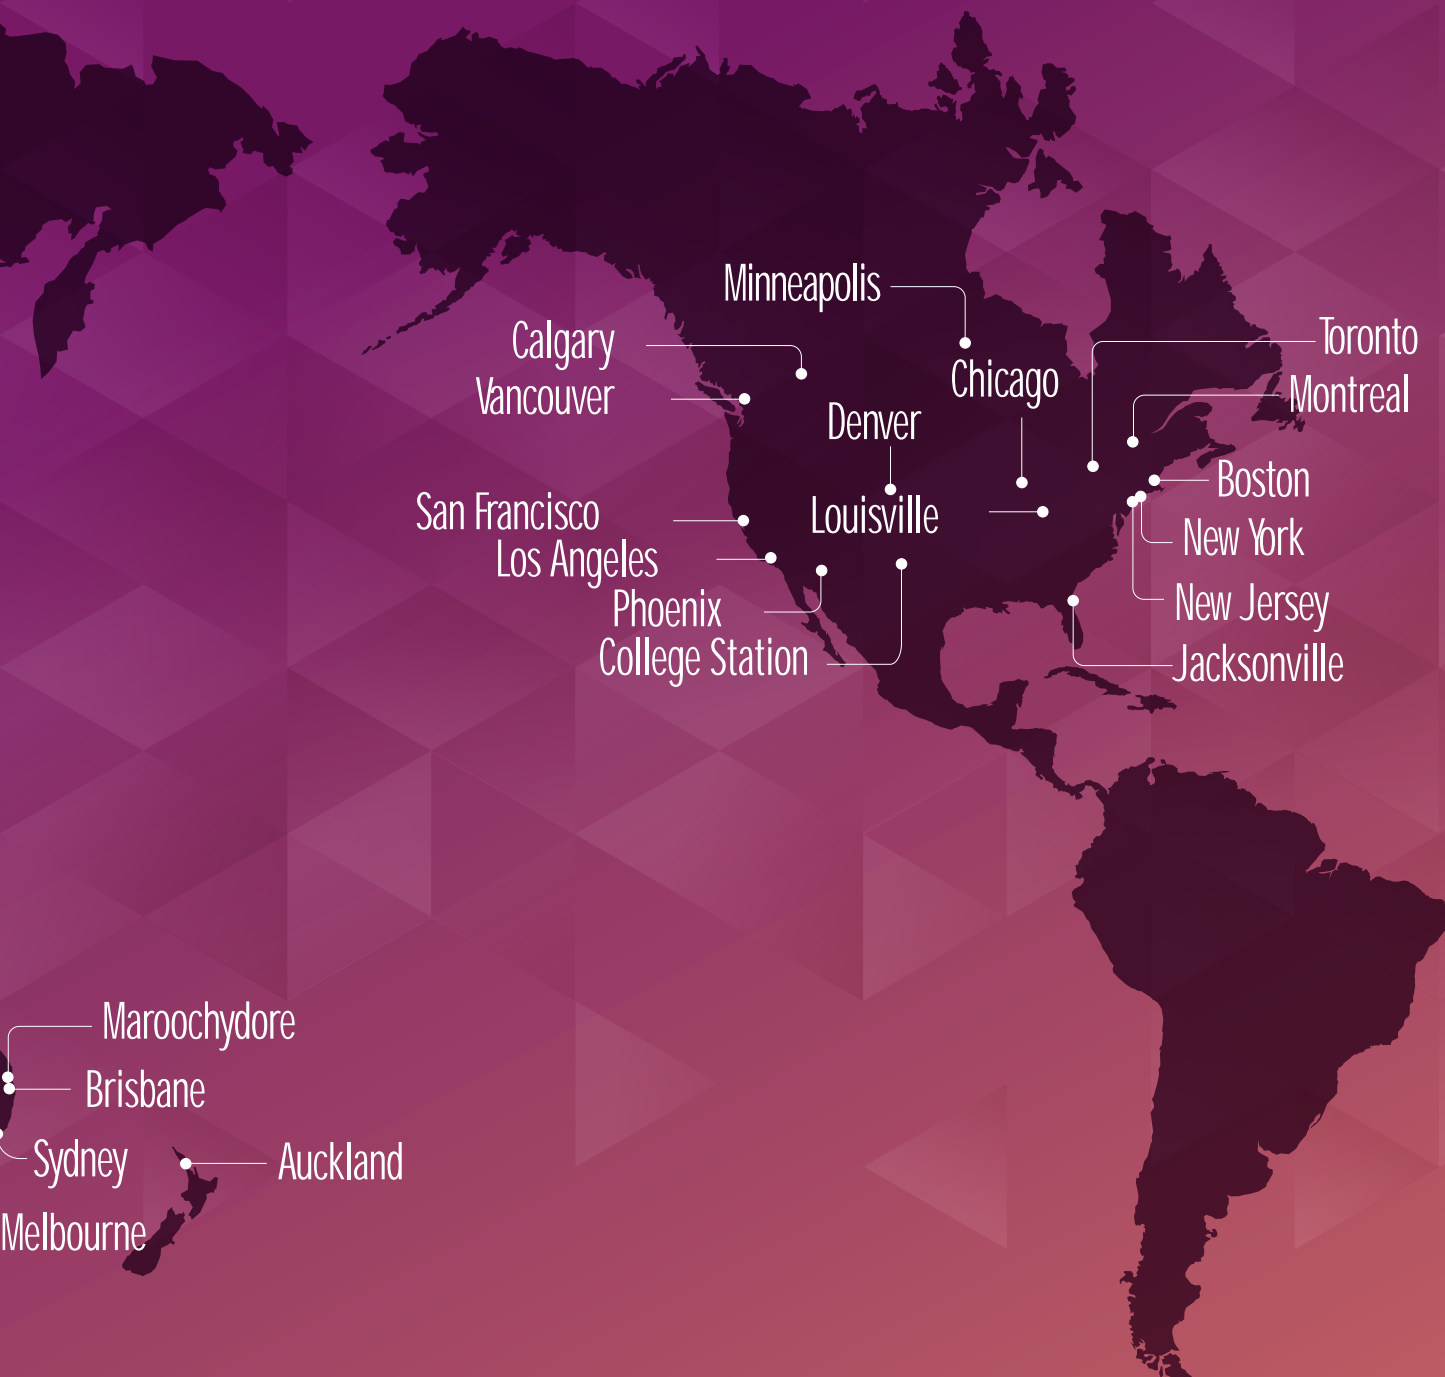 Minneapolis
Calgary
Toronto
Vancouver
Chicago
Montreal
Denver
Boston
San Francisco
Louisville
New York
Los Angeles
Phoenix
New Jersey
College Station
Jacksonville
Maroochydore
Brisbane
Sydney
Auckland
Melbourne